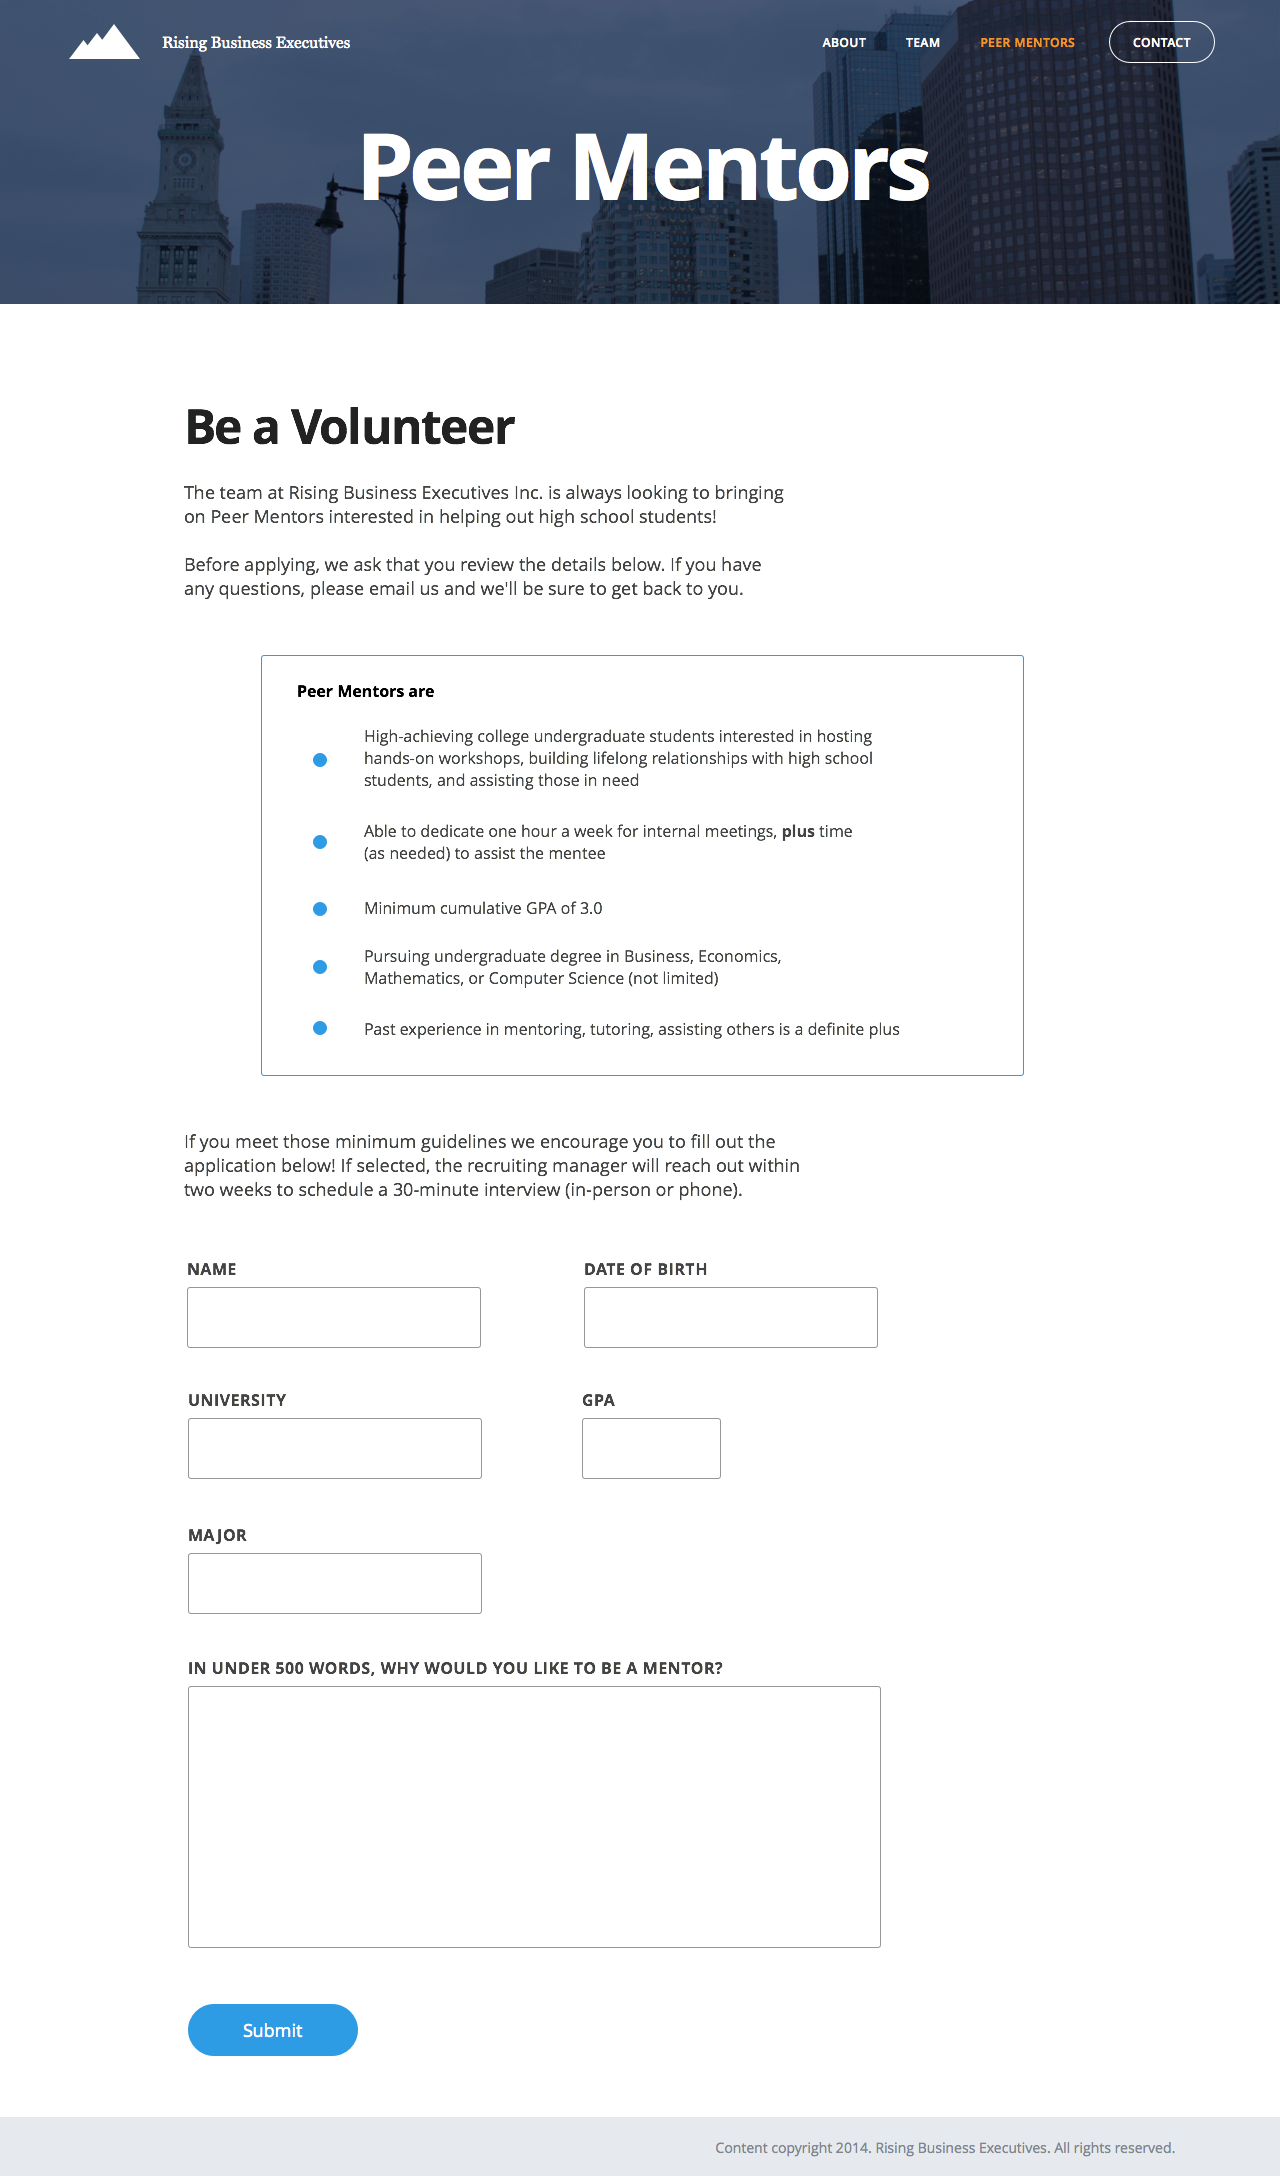 Rising Business Executives
ABOUT
TEAM
PEER MENTORS
CONTACT
Peer Mentors
Be a Volunteer
The team at Rising Business Executives Inc. is always looking to bringing
on Peer Mentors interested in helping out high school students!
Before applying, we ask that you review the details below. If you have
any questions, please email us and we'll be sure to get back to you.
Peer Mentors are
High-achieving college undergraduate students interested in hosting
hands-on workshops, building lifelong relationships with high school
students, and assisting those in need
Able to dedicate one hour a week for internal meetings, plus time
(as needed) to assist the mentee
Minimum cumulative GPA of 3.0
Pursuing undergraduate degree in Business, Economics,
Mathematics, or Computer Science (not limited)
Past experience in mentoring, tutoring, assisting others is a definite plus
If you meet those minimum guidelines we encourage you to fill out the
application below! If selected, the recruiting manager will reach out within
two weeks to schedule a 30-minute interview (in-person or phone).
NAME
DATE OF BIRTH
UNIVERSITY
GPA
MAJOR
IN UNDER 500 WORDS, WHY WOULD YOU LIKE TO BE A MENTOR?
Submit
Content copyright 2014. Rising Business Executives. All rights reserved.